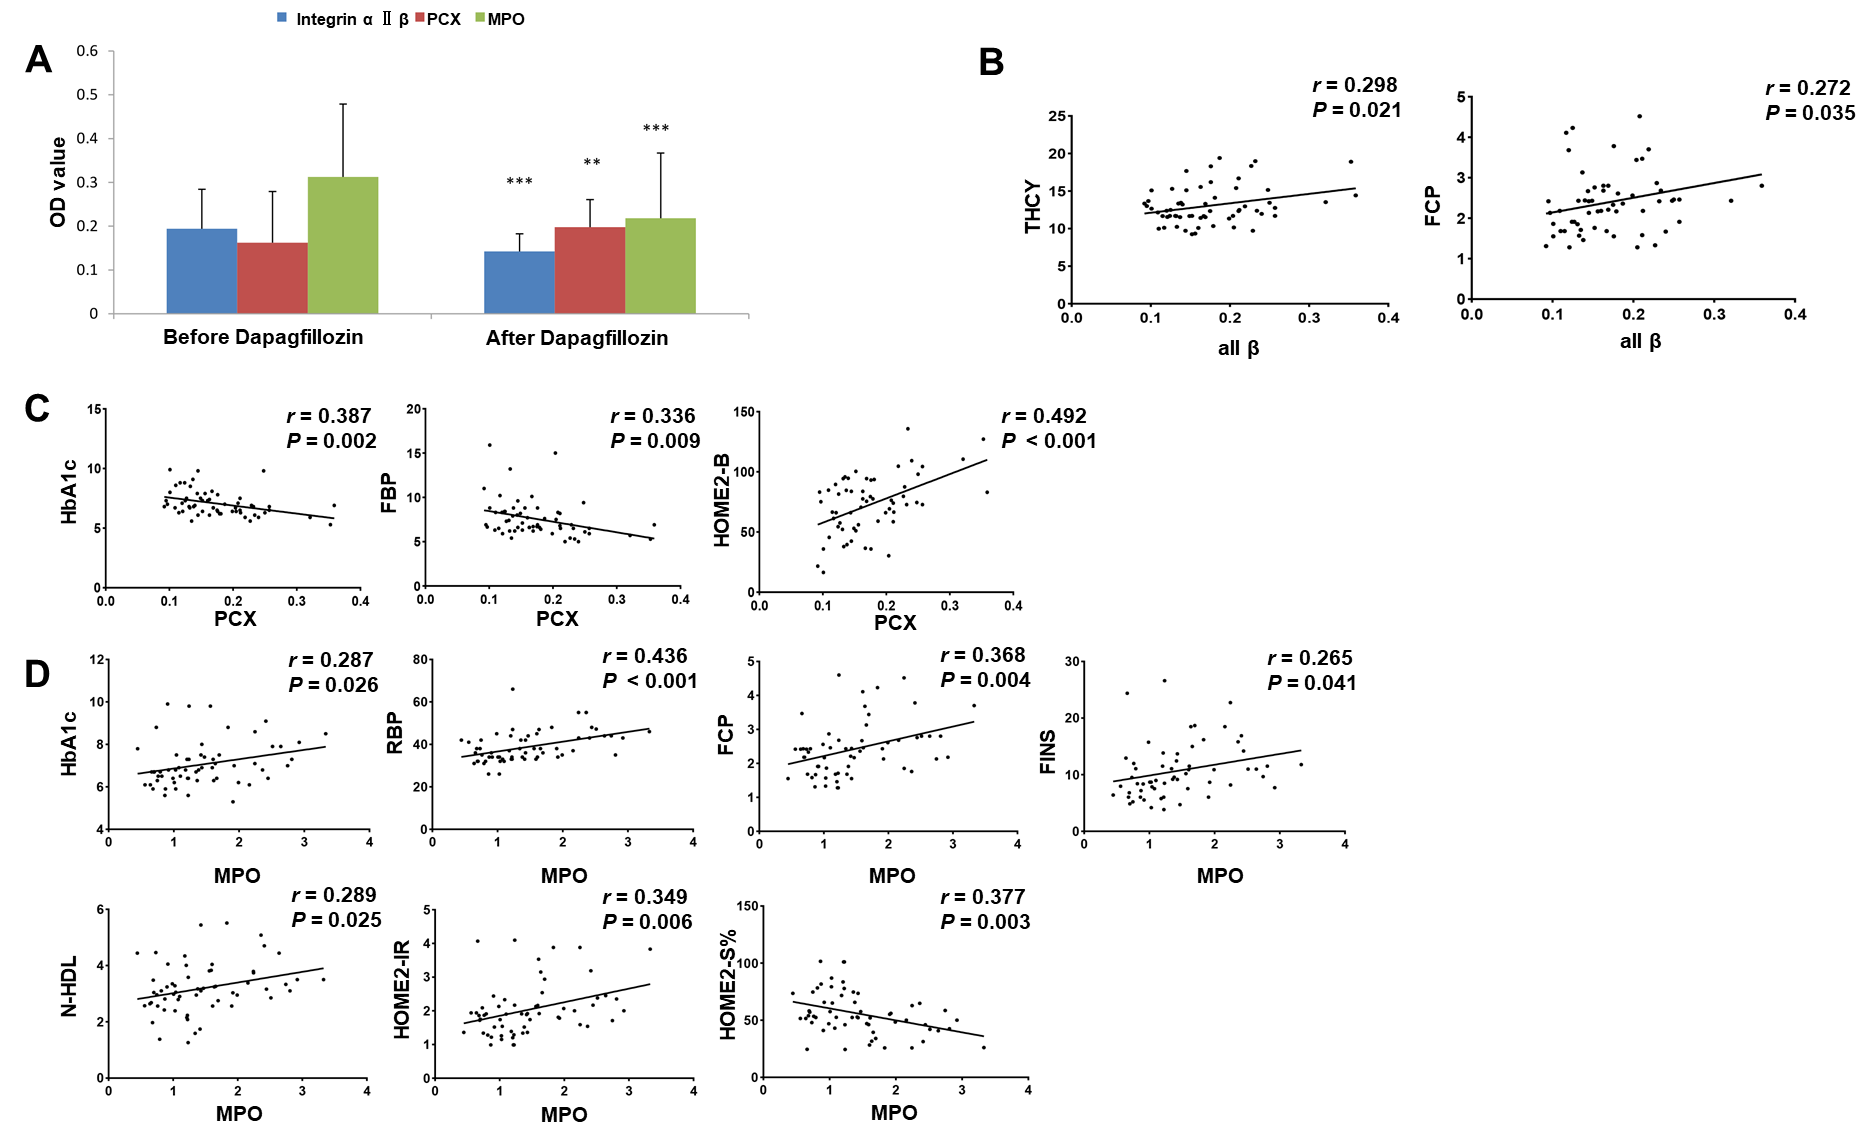 Integrin α Ⅱ β PCX MPO
A
OD value
0.6
0.5
0.4
0.3
0.2
0.1
0
*** ** ***
Before Dapagfillozin After Dapagfillozin
B
r = 0.298
P = 0.021
THCY
25
20
15
10
5
0
0.0 0.1 0.2 0.3 0.4
all β
r = 0.272
P = 0.035
FCP
5
4
3
2
1
0
0.0 0.1 0.2 0.3 0.4
all β
C
r = 0.387
P = 0.002
HbA1c
15
10
5
0
0.0 0.1 0.2 0.3 0.4
PCX
r = 0.336
P = 0.009
FBP
20
15
10
5
0
0.0 0.1 0.2 0.3 0.4
PCX
r = 0.492
P < 0.001
HOME2-B
150
100
50
0
0.0 0.1 0.2 0.3 0.4
PCX
D
r = 0.287
P = 0.026
HbA1c
12
10
8
6
4
0 1 2 3 4
MPO
r = 0.436
P < 0.001
RBP
80
60
40
20
0
0 1 2 3 4
MPO
r = 0.368
P = 0.004
FCP
5
4
3
2
1
0
0 1 2 3 4
MPO
r = 0.265
P = 0.041
FINS
30
20
10
0
0 1 2 3 4
MPO
r = 0.289
P = 0.025
N-HDL
6
4
2
0
0 1 2 3 4
MPO
r = 0.349
P = 0.006
HOME2-IR
5
4
3
2
1
0
0 1 2 3 4
MPO
r = 0.377
P = 0.003
HOME2-S%
150
100
50
0
0 1 2 3 4
MPO